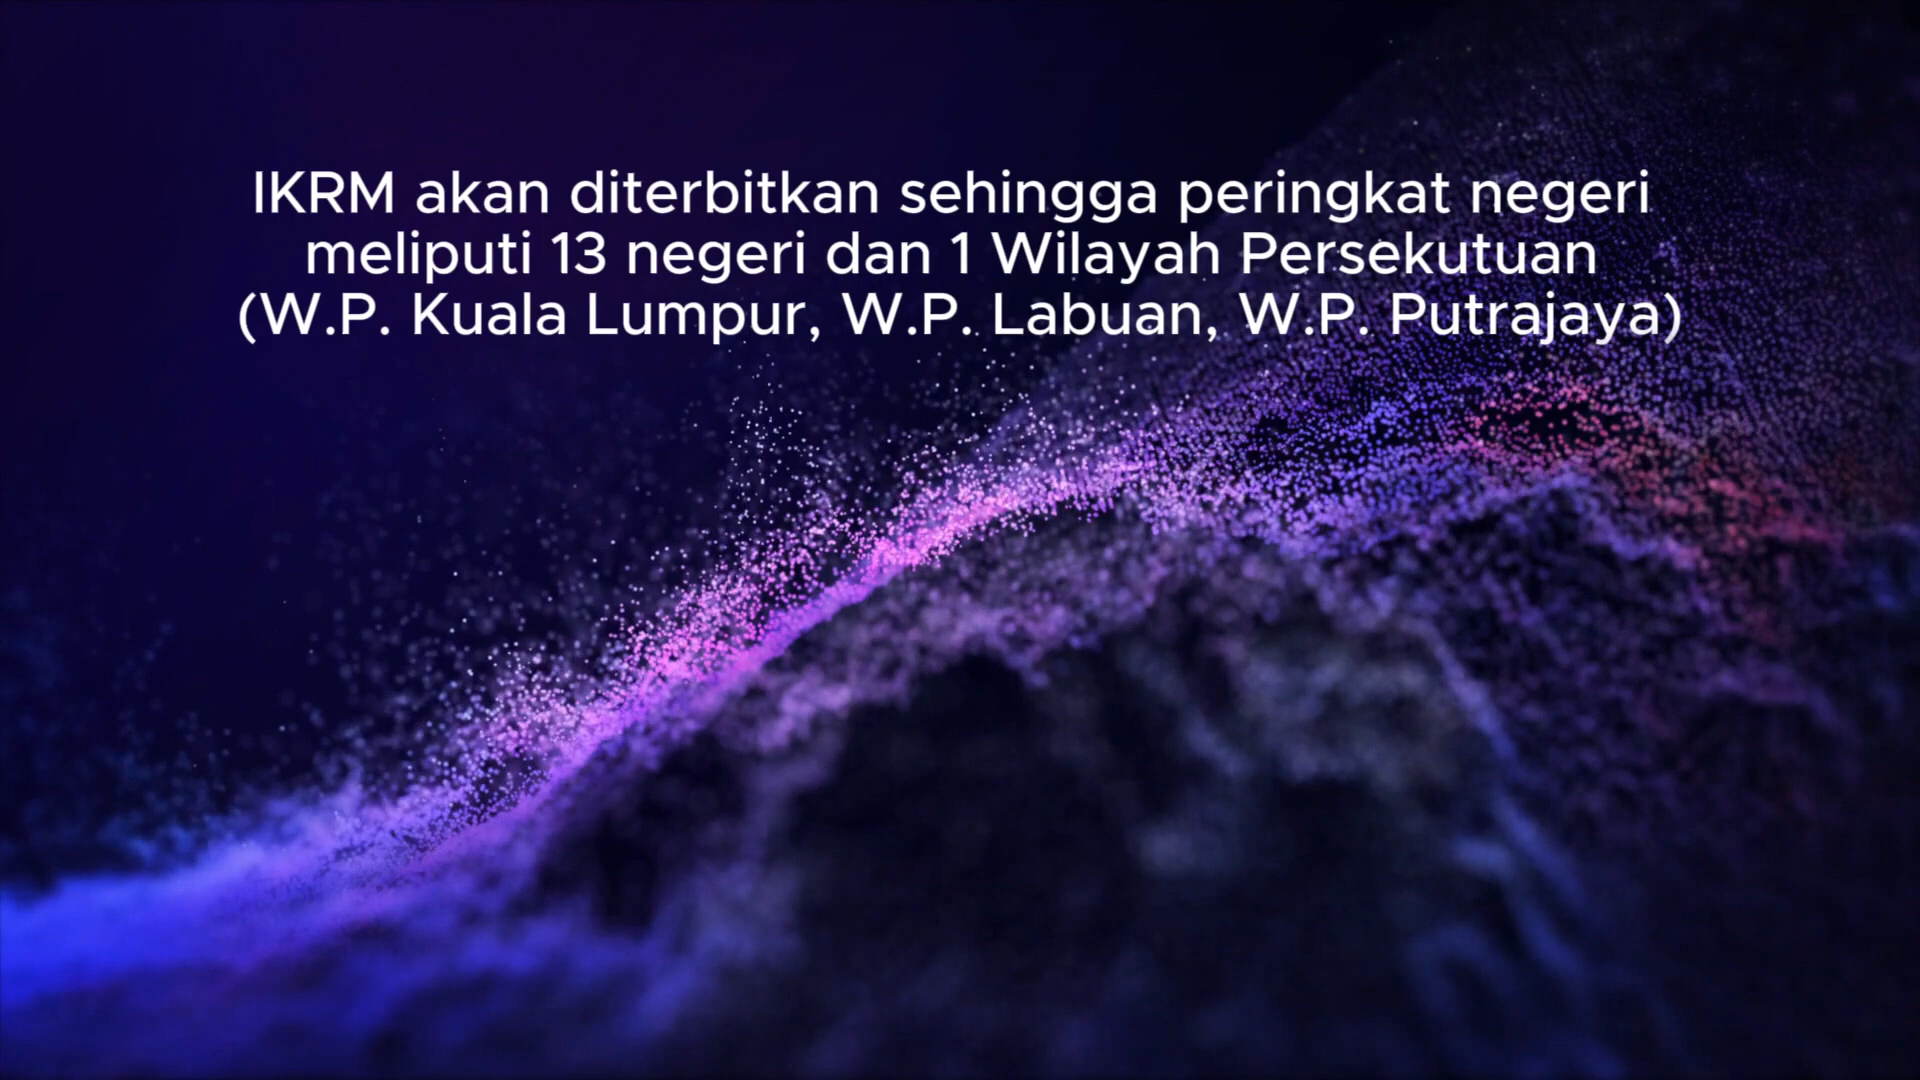 IKRM akan diterbitkan sehingga peringkat negeri
meliputi 13 negeri dan 1 Wilayah Persekutuan
(W.P. Kuala Lumpur, W.P. Labuan, W.P. Putrajaya)